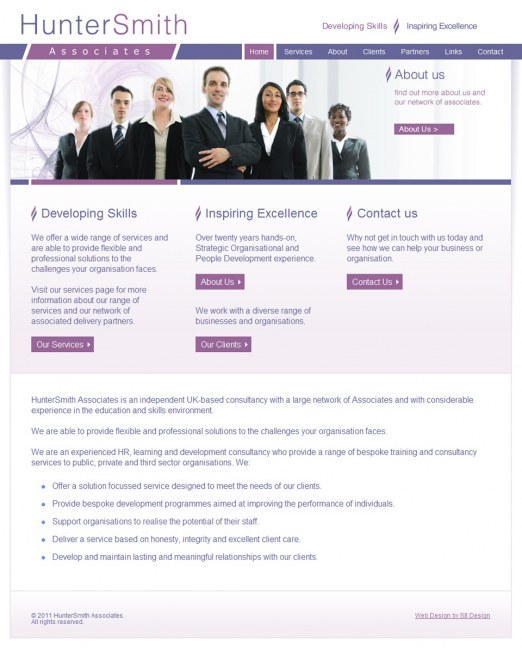 HunterSmith
Associates
Developing Skills Inspiring Excellence
Home Services About Clients Partners Links Contact
About us
find out more about us and
our network of associates.
About Us >
Developing Skills
We offer a wide range of services and
are able to provide flexible and
professional solutions to the
challenges your organisation faces.
Visit our services page for more
information about our range of
services and our network of
associated delivery partners.
Our Services
Inspiring Excellence
Over twenty years hands-on,
Strategic Organisational and
People Development experience.
About Us
We work with a diverse range of
businesses and organisations.
Our Clients
Contact us
Why not get in touch with us today and
see how we can help your business or
organisation.
Contact Us
HunterSmith Associates is an independent UK-based consultancy with a large network of Associates and with considerable
experience in the education and skills environment.
We are able to provide flexible and professional solutions to the challenges your organisation faces.
We are an experienced HR, learning and development consultancy who provide a range of bespoke training and consultancy
services to public, private and third sector organisations. We:
Offer a solution focussed service designed to meet the needs of our clients.
Provide bespoke development programmes aimed at improving the performance of individuals.
Support organisations to realise the potential of their staff.
Deliver a service based on honesty, integrity and excellent client care.
Develop and maintain lasting and meaningful relationships with our clients.
© 2011 HunterSmith Associates.
All rights reserved.
Web Design by S8 Design